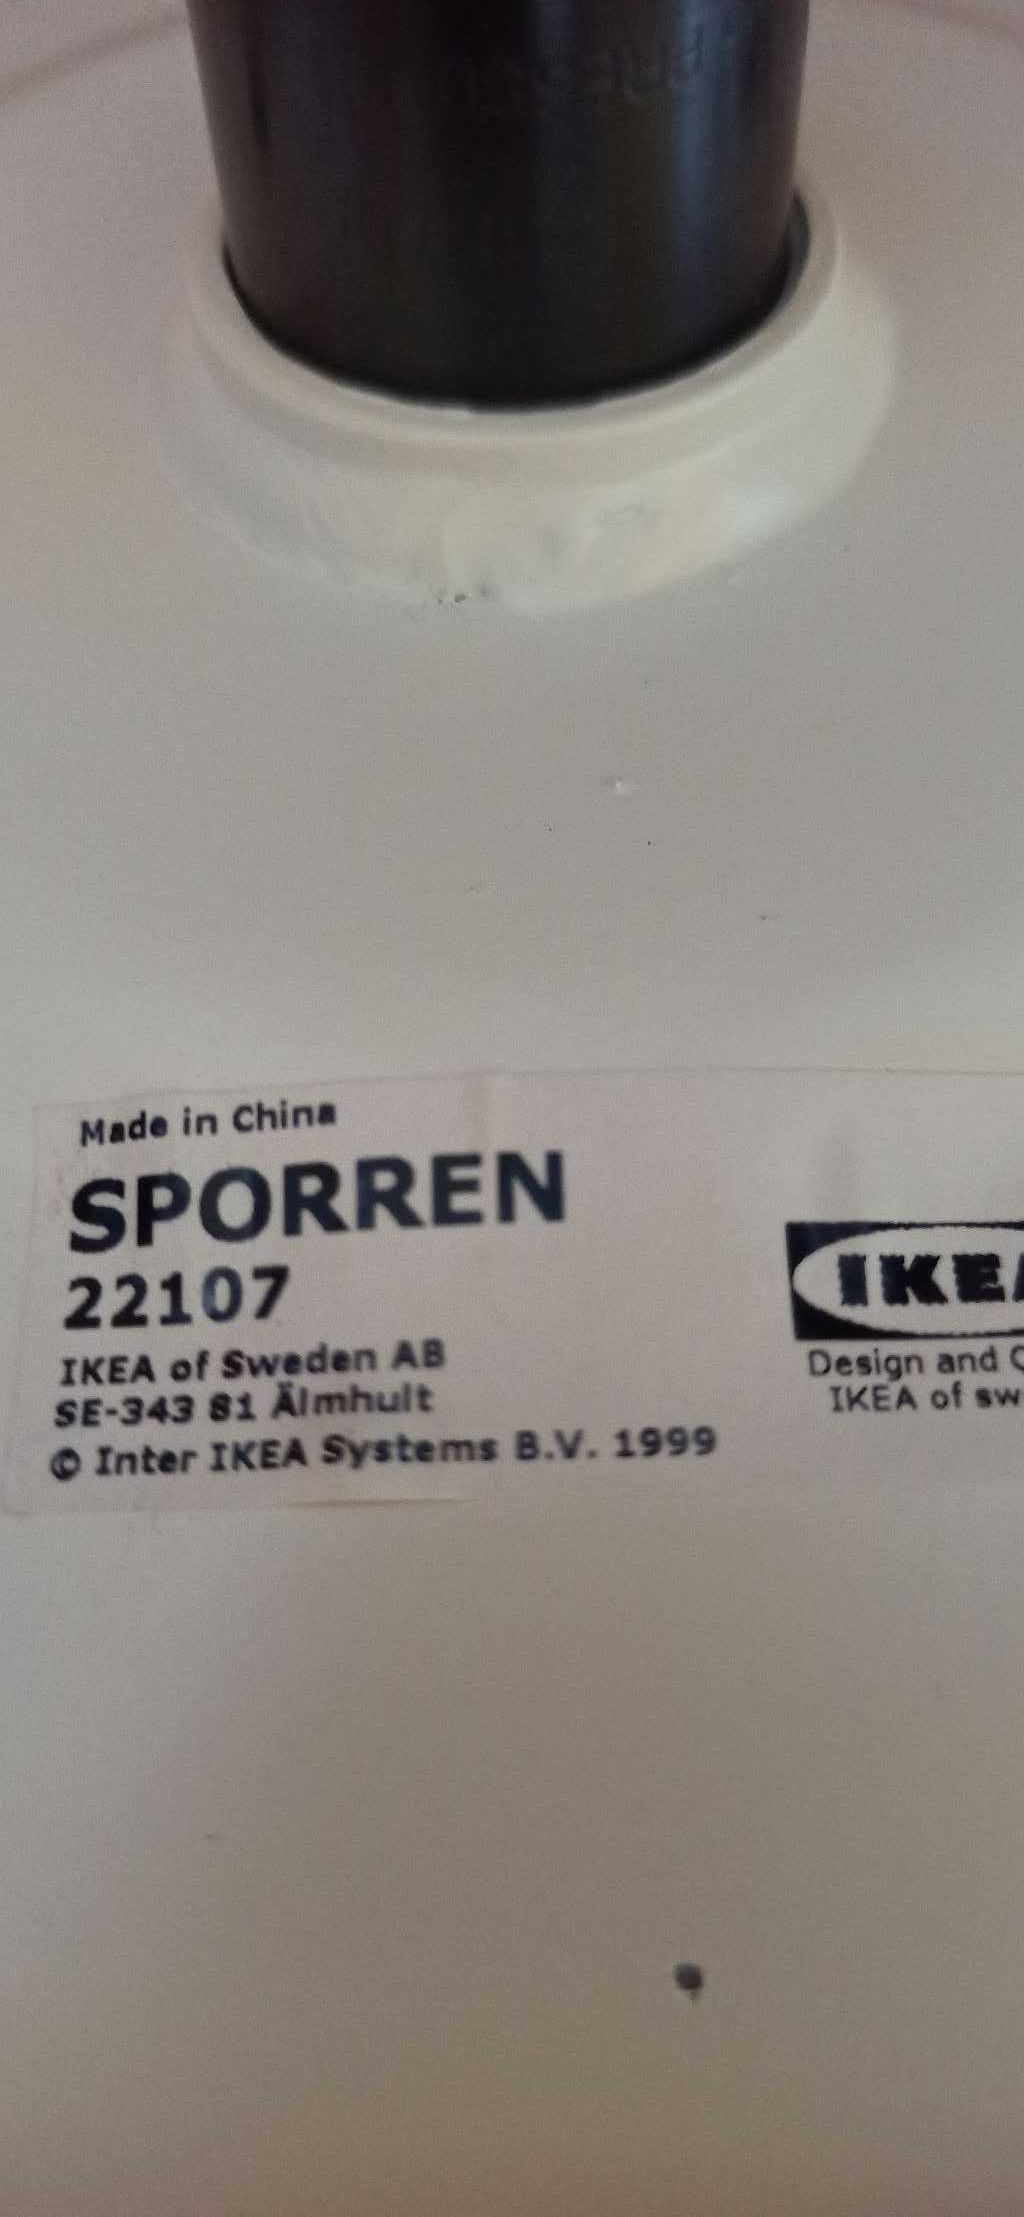 Made in China
SPORREN
22107
IKEA of Sweden AB
SE-343 81 Älmhult
© Inter IKEA Systems B.V. 1999
IKEA
Design and
IKEA of sw